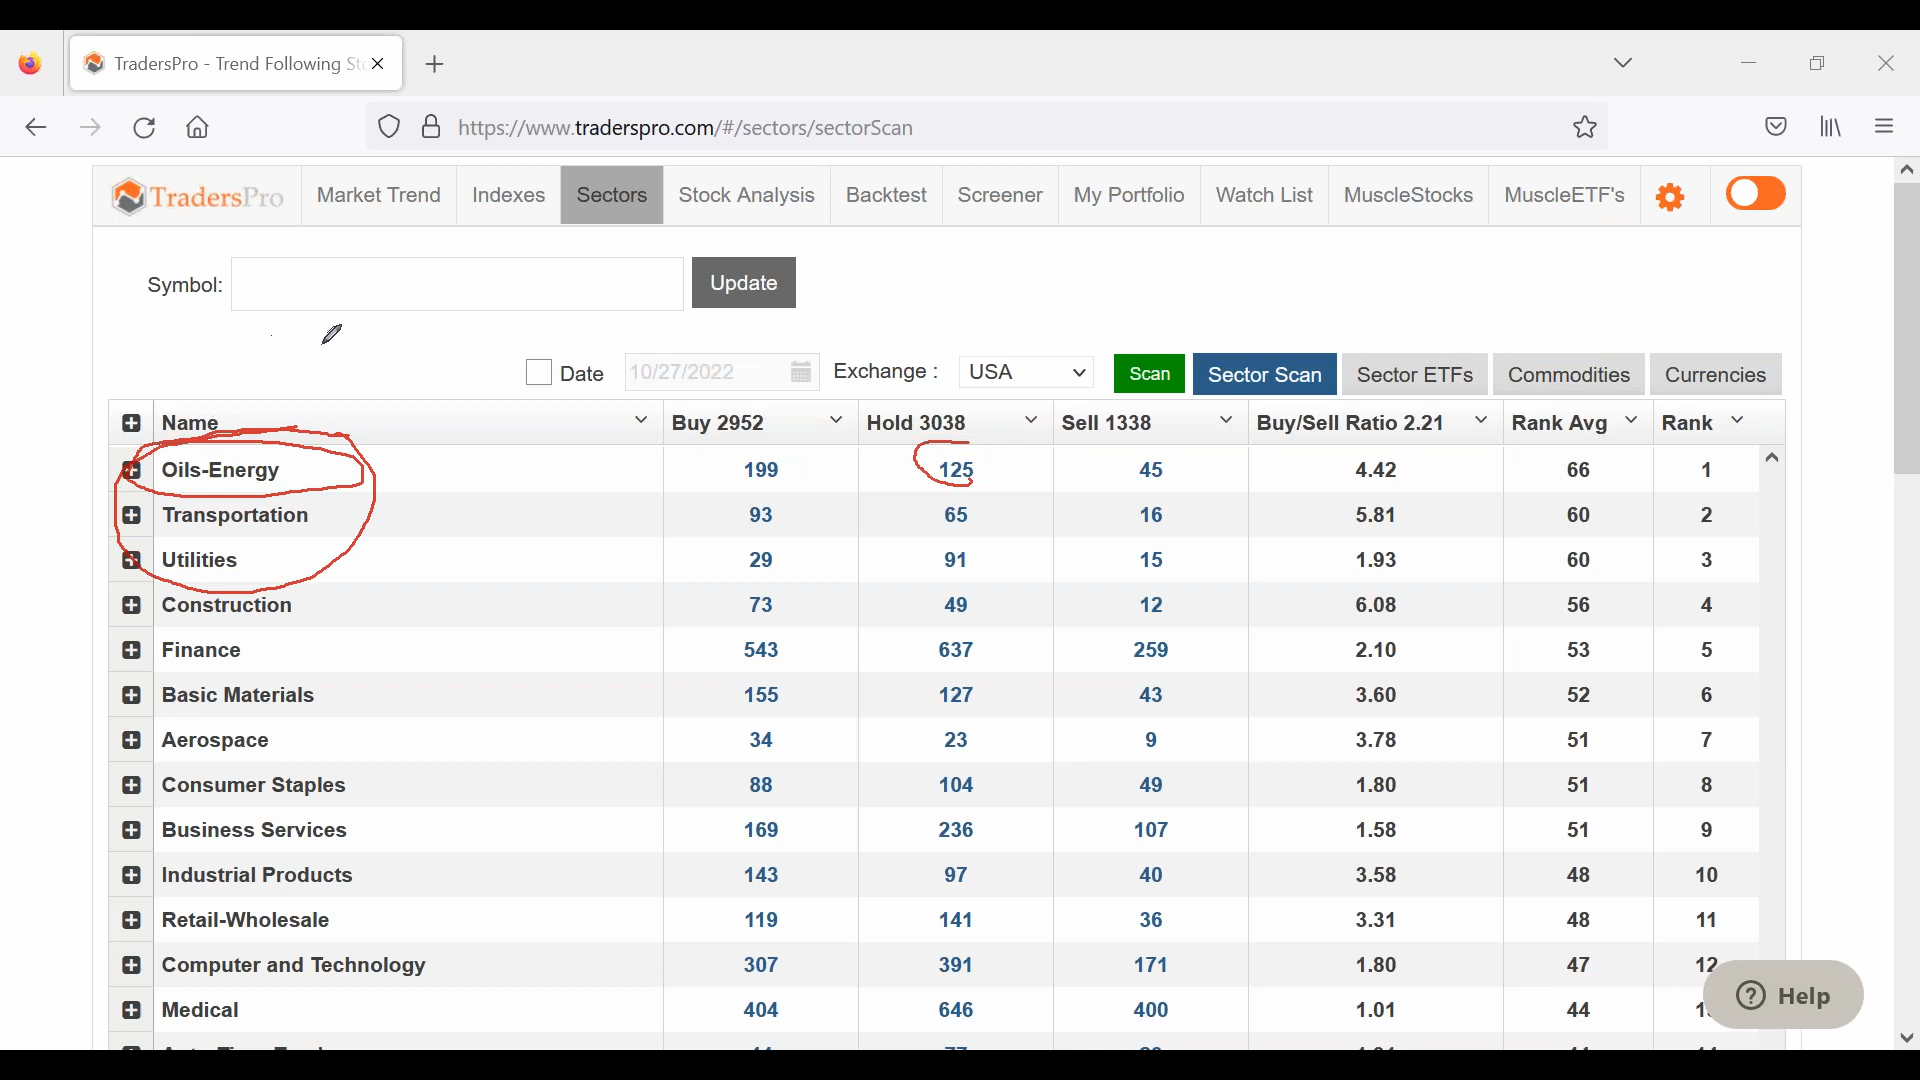 TradersPro - Trend Following St
https://www.traderspro.com/#/sectors/sectorScan
TradersPro Market Trend Indexes Sectors Stock Analysis Backtest Screener My Portfolio Watch List MuscleStocks MuscleETF's
Symbol: Update
Date 10/27/2022 Exchange : USA Scan Sector Scan Sector ETFs Commodities Currencies
Name Buy 2952 Hold 3038 Sell 1338 Buy/Sell Ratio 2.21 Rank Avg Rank
Oils-Energy 199 125 45 4.42 66 1
Transportation 93 65 16 5.81 60 2
Utilities 29 91 15 1.93 60 3
Construction 73 49 12 6.08 56 4
Finance 543 637 259 2.10 53 5
Basic Materials 155 127 43 3.60 52 6
Aerospace 34 23 9 3.78 51 7
Consumer Staples 88 104 49 1.80 51 8
Business Services 169 236 107 1.58 51 9
Industrial Products 143 97 40 3.58 48 10
Retail-Wholesale 119 141 36 3.31 48 11
Computer and Technology 307 391 171 1.80 47 12
Medical 404 646 400 1.01 44
Help